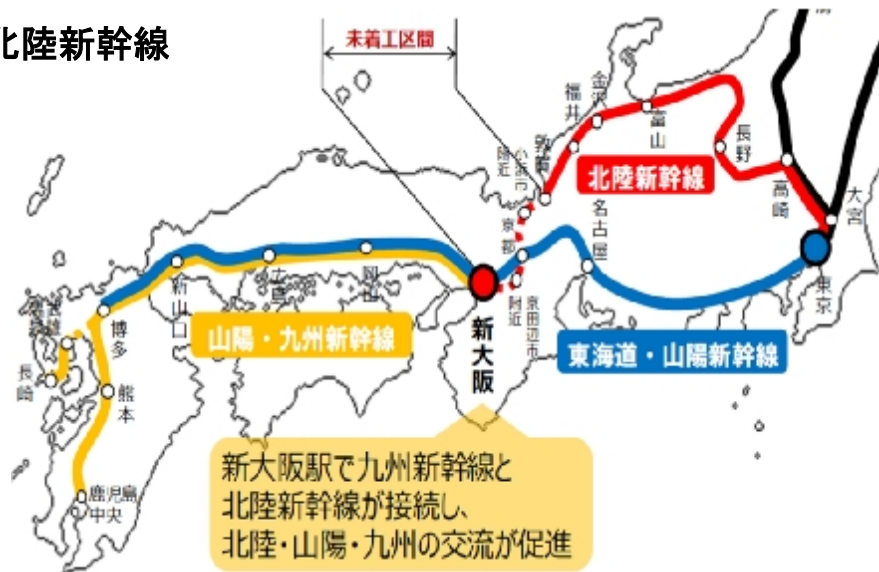 北陸新幹線
未着工区間
金沢
福井
富山
敦賀
小浜市
附近
長野
北陸新幹線
高崎
大宮
京都
名古屋
東京
岡山
広島
新山口
博多
山陽・九州新幹線
新大阪
京田辺市
附近
東海道・山陽新幹線
長崎
熊本
鹿児島
中央
新大阪駅で九州新幹線と
北陸新幹線が接続し、
北陸・山陽・九州の交流が促進